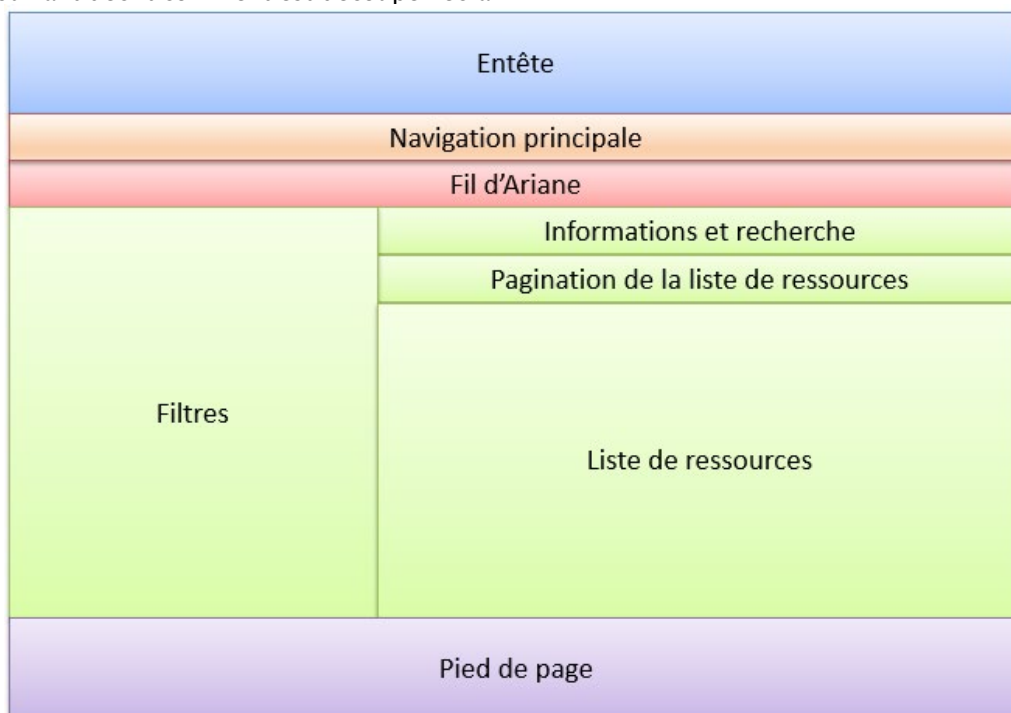 Entête
Navigation principale
Fil d’Ariane
Informations et recherche
Pagination de la liste de ressources
Filtres
Liste de ressources
Pied de page